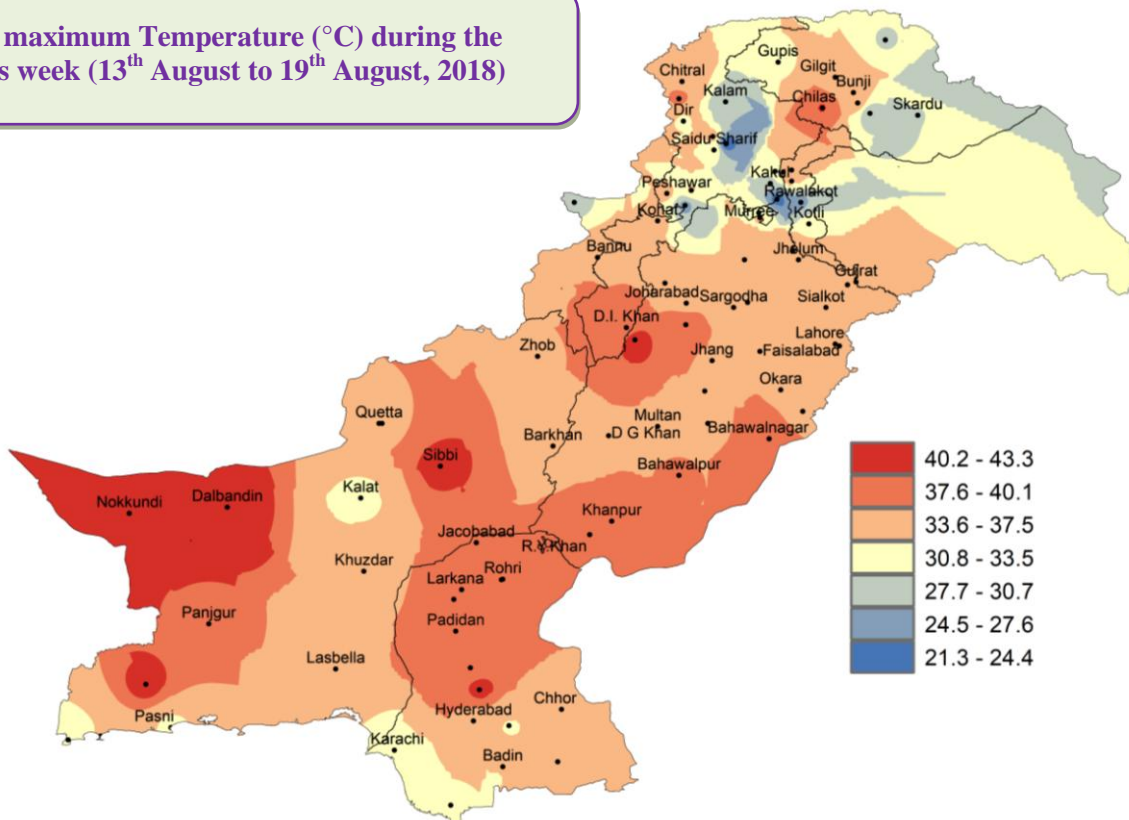 maximum Temperature (°C) during the
s week (13th August to 19th August, 2018)
Gupis
Chitral
Gilgit
Bunji
Kalam
Chilas
Skardu
Dir
Saidu Sharif
Kakul
Peshawar
Rawalakot
Kohat
Murree
Kotli
Bannu
Jhelum
Gujrat
Joharabad
Sargodha
Sialkot
D.I. Khan
Lahore
Zhob
Jhang
Faisalabad
Okara
Quetta
Multan
Barkhan
D G Khan
Bahawalnagar
Sibbi
Bahawalpur
Kalat
Nokkundi
Dalbandin
Khanpur
Jacobabad
R.Y.Khan
Khuzdar
Rohri
Larkana
Panjgur
Padidan
Lasbella
Chhor
Pasni
Hyderabad
Karachi
Badin
40.2 - 43.3
37.6 - 40.1
33.6 - 37.5
30.8 - 33.5
27.7 - 30.7
24.5 - 27.6
21.3 - 24.4